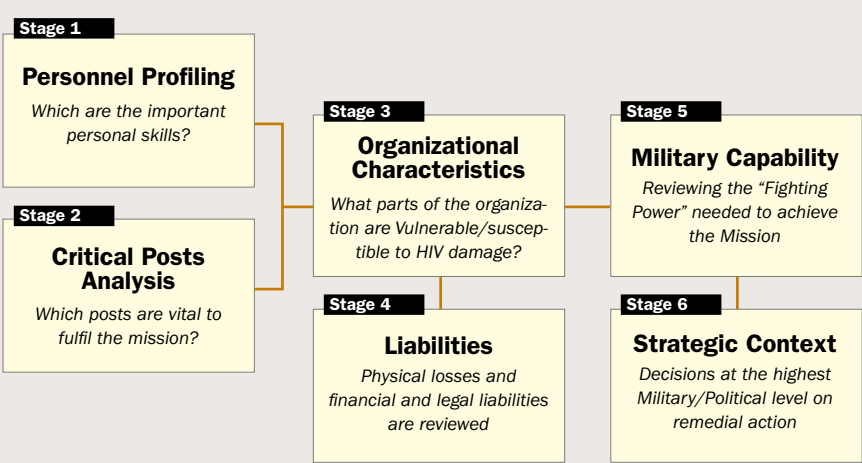 Stage 1
Personnel Profiling
Which are the important
personal skills?
Stage 2
Critical Posts
Analysis
Which posts are vital to
fulfil the mission?
Stage 3
Organizational
Characteristics
What parts of the organiza-
tion are Vulnerable/suscep-
tible to HIV damage?
Stage 4
Liabilities
Physical losses and
financial and legal liabilities
are reviewed
Stage 5
Military Capability
Reviewing the “Fighting
Power” needed to achieve
the Mission
Stage 6
Strategic Context
Decisions at the highest
Military/Political level on
remedial action